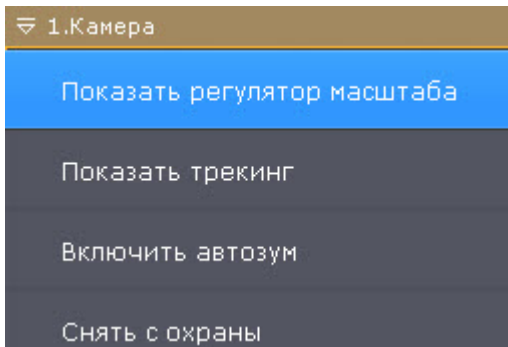 1.Камера
Показать регулятор масштаба
Показать трекинг
Включить автозум
Снять с охраны